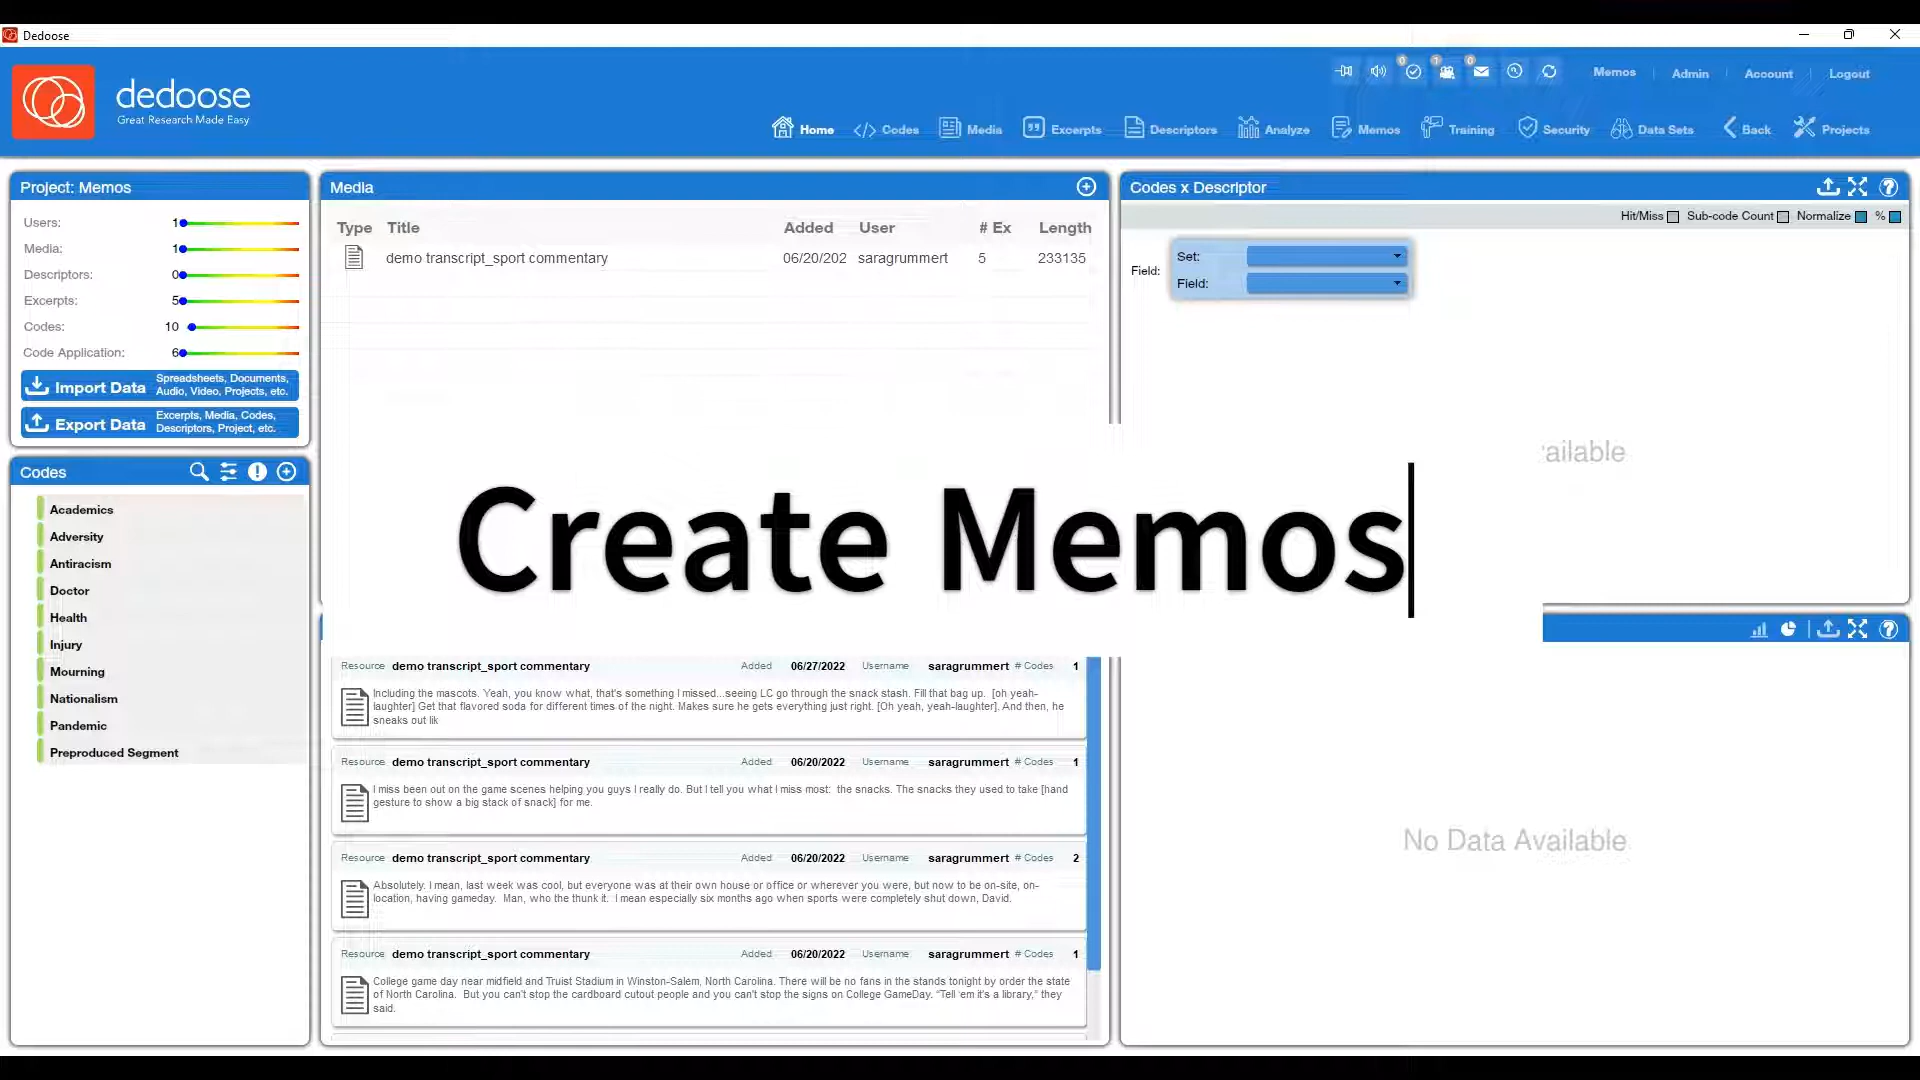 Dedoose
dedoose
Great Research Made Easy
0 1 0
Memos Admin Account Logout
Home Codes Media Excerpts Descriptors Analyze Memos Training Security Data Sets Back Projects
Project: Memos
Users: 1
Media: 1
Descriptors: 0
Excerpts: 5
Codes: 10
Code Application: 6
Import Data Spreadsheets, Documents,
Audio, Video, Projects, etc.
Export Data Excerpts, Media, Codes,
Descriptors, Project, etc.
Codes
Academics
Adversity
Antiracism
Doctor
Health
Injury
Mourning
Nationalism
Pandemic
Preproduced Segment
Media
Type Title Added User # Ex Length
demo transcript_sport commentary 06/20/202 saragrummert 5 233135
Create Memos
Resource demo transcript_sport commentary Added 06/27/2022 Username saragrummert # Codes 1
Including the mascots. Yeah, you know what, that's something I missed...seeing LC go through the snack stash. Fill that bag up. [oh yeah-
laughter] Get that flavored soda for different times of the night. Makes sure he gets everything just right. [Oh yeah, yeah-laughter]. And then, he
sneaks out lik
Resource demo transcript_sport commentary Added 06/20/2022 Username saragrummert # Codes 1
I miss been out on the game scenes helping you guys I really do. But I tell you what I miss most: the snacks. The snacks they used to take [hand
gesture to show a big stack of snack] for me.
Resource demo transcript_sport commentary Added 06/20/2022 Username saragrummert # Codes 2
Absolutely. I mean, last week was cool, but everyone was at their own house or office or wherever you were, but now to be on-site, on-
location, having gameday. Man, who the thunk it. I mean especially six months ago when sports were completely shut down, David.
Resource demo transcript_sport commentary Added 06/20/2022 Username saragrummert # Codes 1
College game day near midfield and Truist Stadium in Winston-Salem, North Carolina. There will be no fans in the stands tonight by order the state
of North Carolina. But you can't stop the cardboard cutout people and you can't stop the signs on College GameDay. "Tell 'em it's a library," they
said.
Codes x Descriptor
Hit/Miss Sub-code Count Normalize %
Field:
Set:
Field:
ailable
No Data Available